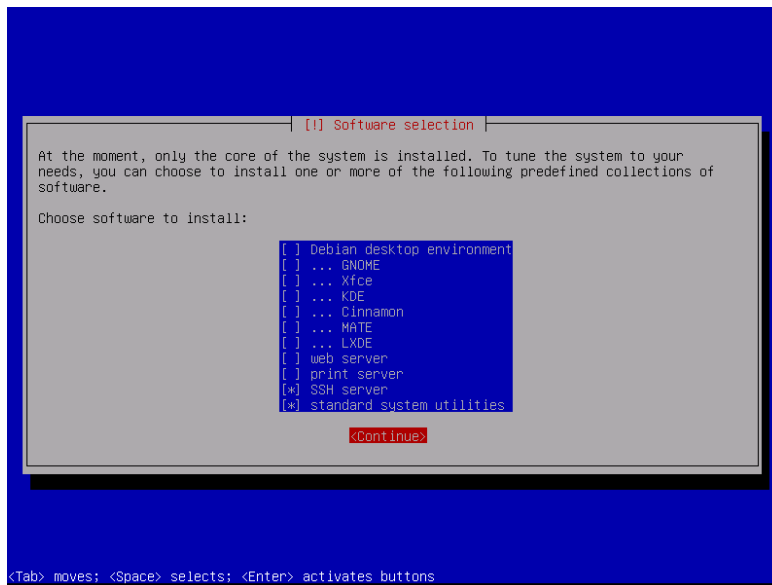 [!] Software selection
At the moment, only the core of the system is installed. To tune the system to your
needs, you can choose to install one or more of the following predefined collections of
software.
Choose software to install:
[ ] Debian desktop environment
[ ] ... GNOME
[ ] ... Xfce
[ ] ... KDE
[ ] ... Cinnamon
[ ] ... MATE
[ ] ... LXDE
[ ] web server
[ ] print server
[*] SSH server
[*] standard system utilities
<Continue>
<Tab> moves; <Space> selects; <Enter> activates buttons